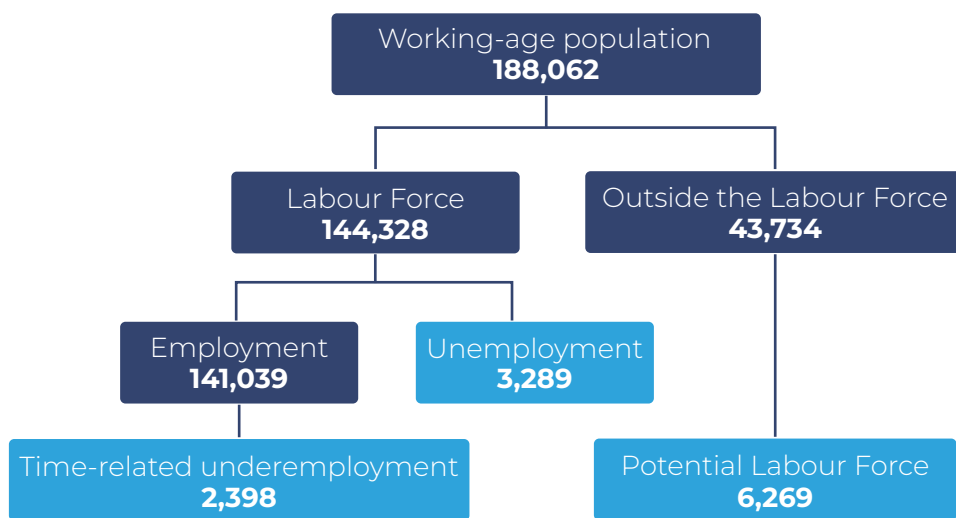 Working-age population
188,062
Labour Force
144,328
Outside the Labour Force
43,734
Employment
141,039
Unemployment
3,289
Time-related underemployment
2,398
Potential Labour Force
6,269